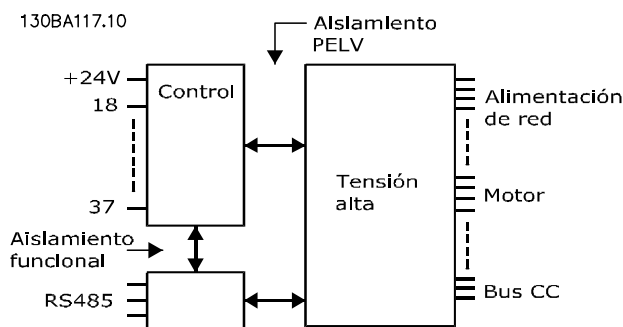 130BA117.10
Aislamiento
PELV
+24V
18
37
Control
Tensión
alta
Alimentación
de red
Motor
Bus CC
Aislamiento
funcional
RS485